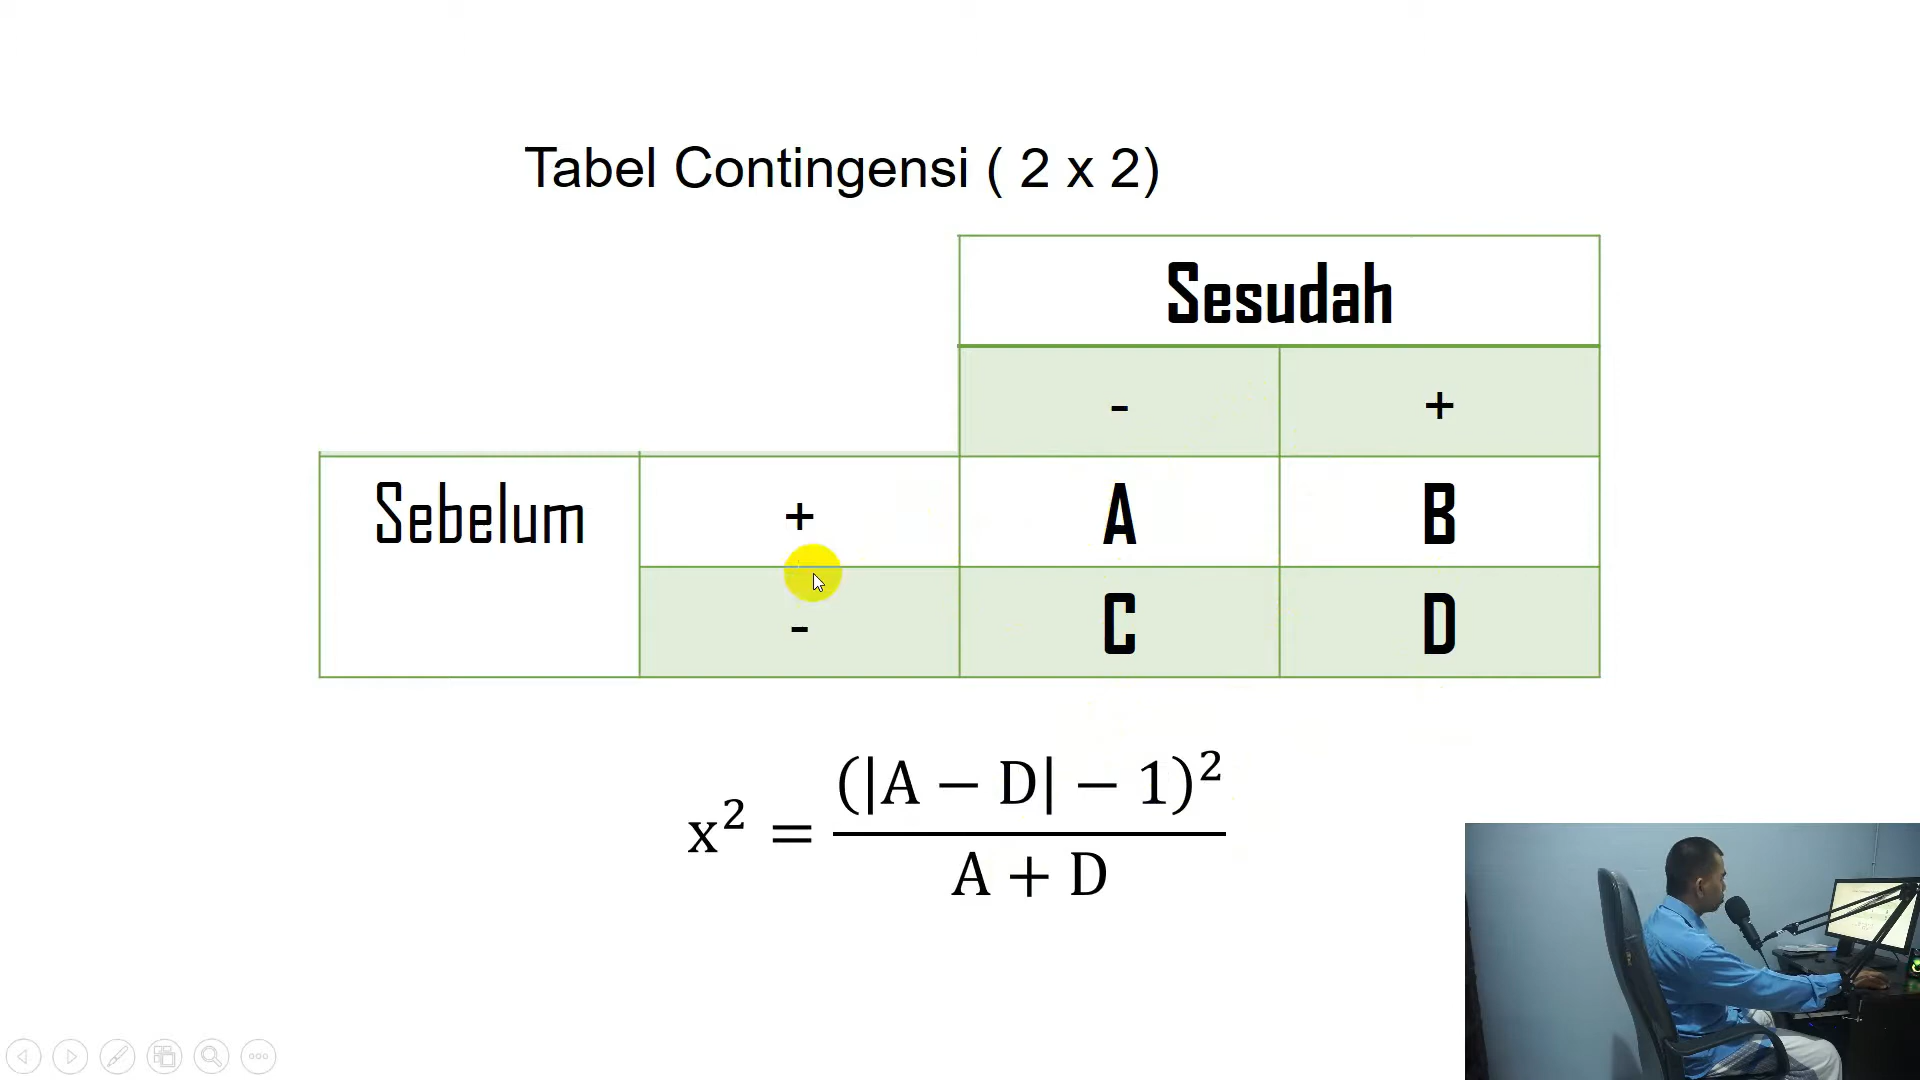 Tabel Contingensi ( 2 x 2)
Sesudah
- +
Sebelum + A B
- C D
x² = (|A − D| − 1)² / A + D